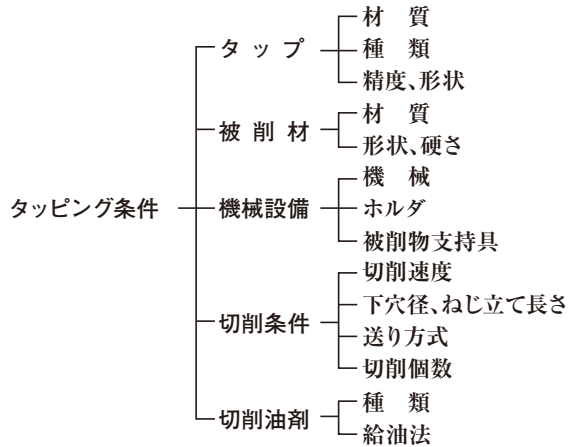 タッピング条件
タップ
材質
種類
精度、形状
被削材
材質
形状、硬さ
機械設備
機械
ホルダ
被削物支持具
切削条件
切削速度
下穴径、ねじ立て長さ
送り方式
切削個数
切削油剤
種類
給油法